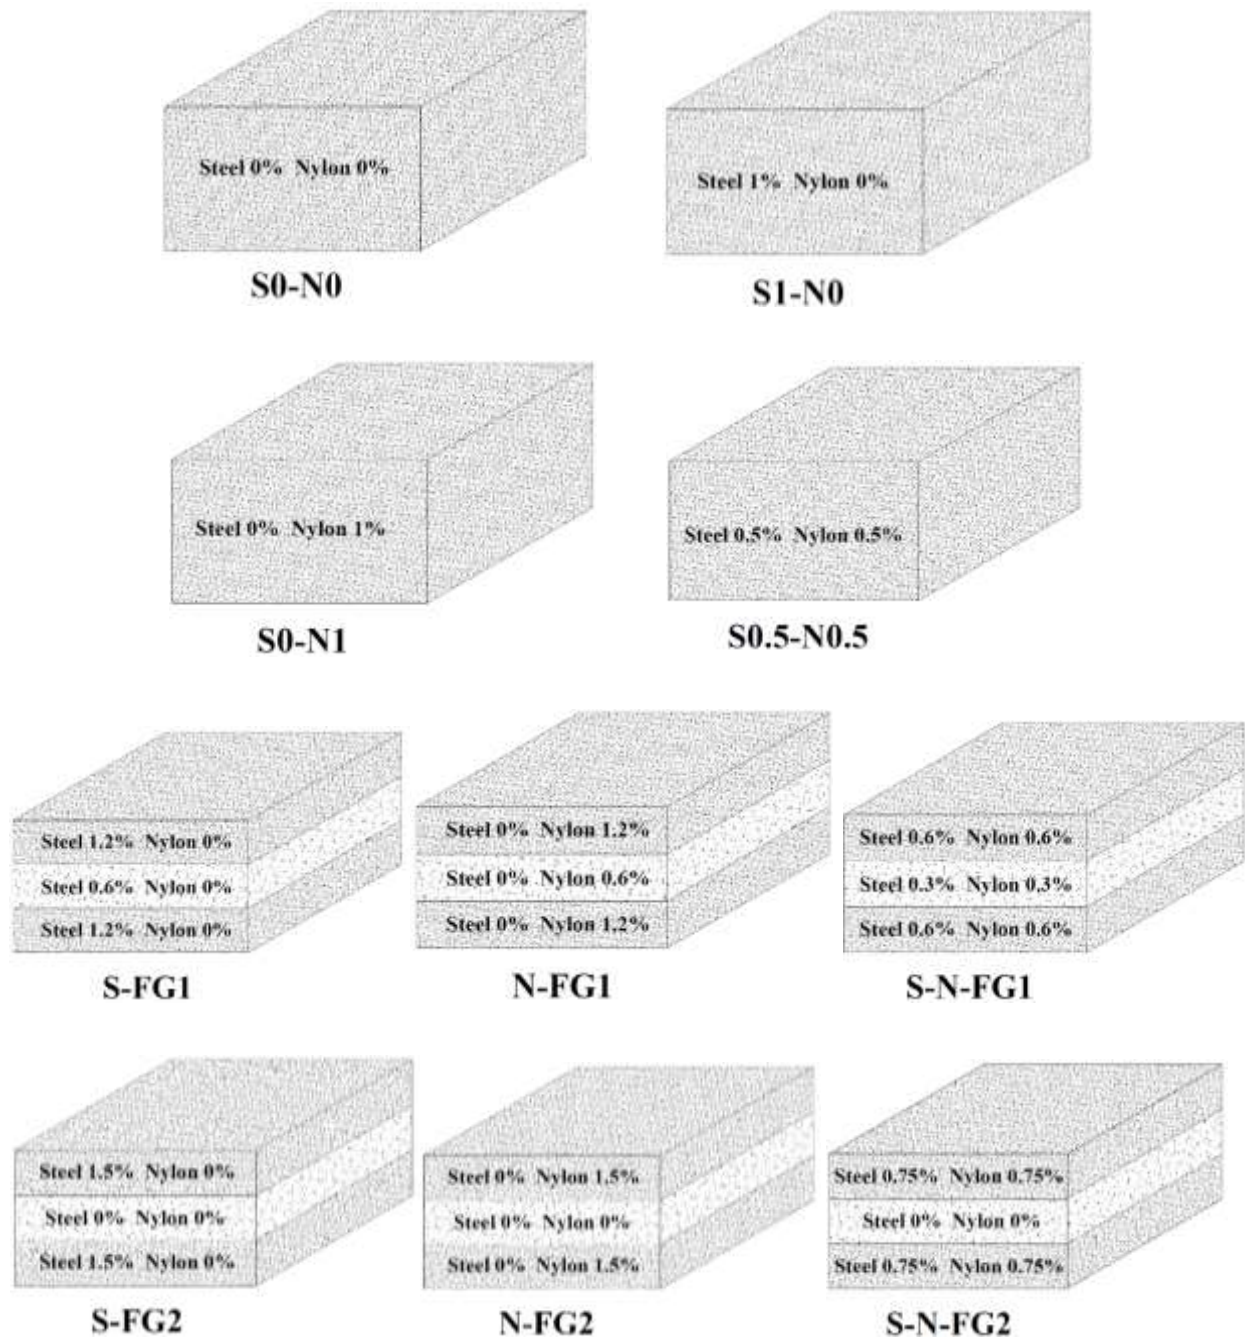 Steel 0% Nylon 0%
S0-N0
Steel 1% Nylon 0%
S1-N0
Steel 0% Nylon 1%
S0-N1
Steel 0.5% Nylon 0.5%
S0.5-N0.5
Steel 1.2% Nylon 0%
Steel 0.6% Nylon 0%
Steel 1.2% Nylon 0%
S-FG1
Steel 0% Nylon 1.2%
Steel 0% Nylon 0.6%
Steel 0% Nylon 1.2%
N-FG1
Steel 0.6% Nylon 0.6%
Steel 0.3% Nylon 0.3%
Steel 0.6% Nylon 0.6%
S-N-FG1
Steel 1.5% Nylon 0%
Steel 0% Nylon 0%
Steel 1.5% Nylon 0%
S-FG2
Steel 0% Nylon 1.5%
Steel 0% Nylon 0%
Steel 0% Nylon 1.5%
N-FG2
Steel 0.75% Nylon 0.75%
Steel 0% Nylon 0%
Steel 0.75% Nylon 0.75%
S-N-FG2